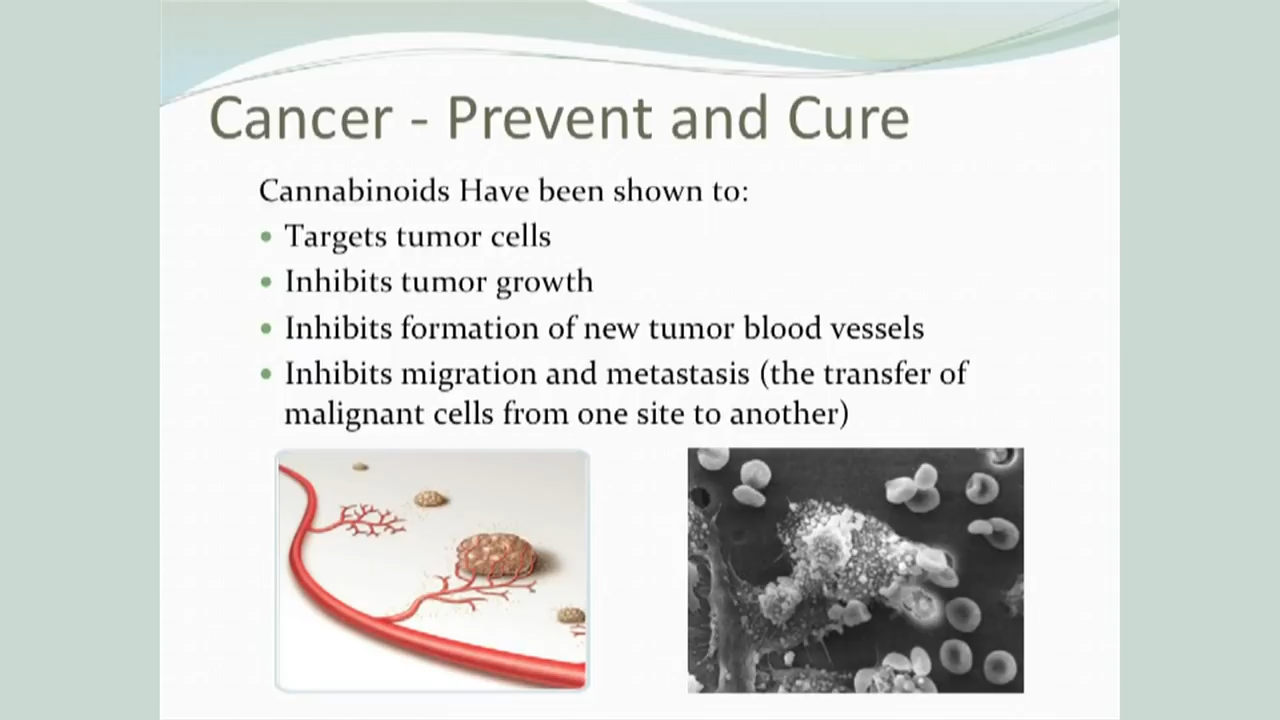 Cancer - Prevent and Cure
Cannabinoids Have been shown to:
• Targets tumor cells
• Inhibits tumor growth
• Inhibits formation of new tumor blood vessels
• Inhibits migration and metastasis (the transfer of
malignant cells from one site to another)